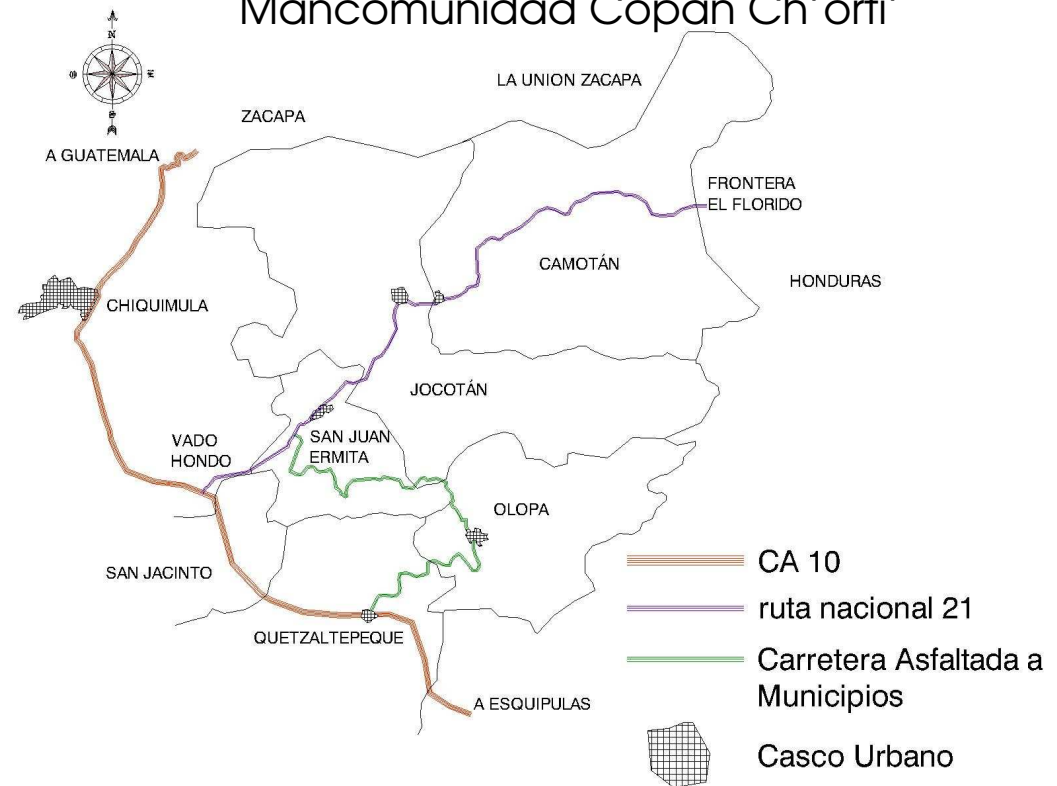 Mancomunidad Copán Ch'orti'
N
LA UNION ZACAPA
ZACAPA
A GUATEMALA
FRONTERA
EL FLORIDO
CAMOTÁN
HONDURAS
CHIQUIMULA
JOCOTÁN
VADO
HONDO
SAN JUAN
ERMITA
OLOPA
SAN JACINTO
QUETZALTEPEQUE
A ESQUIPULAS
CA 10
ruta nacional 21
Carretera Asfaltada a
Municipios
Casco Urbano